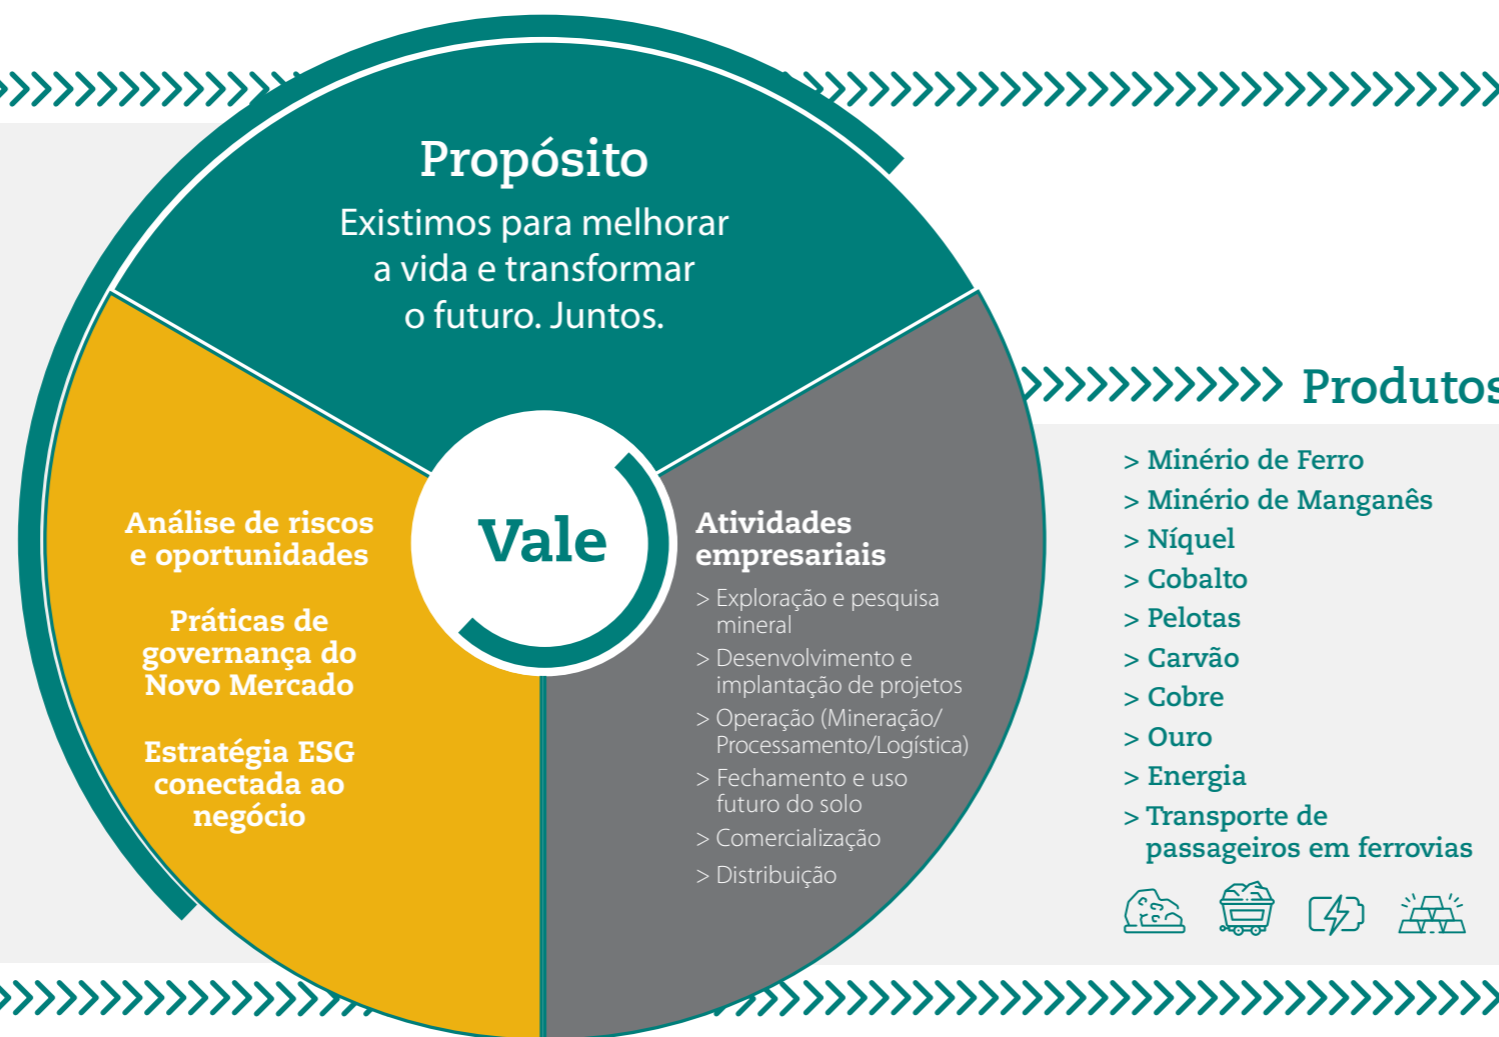 Propósito
Existimos para melhorar
a vida e transformar
o futuro. Juntos.
Análise de riscos
e oportunidades
Práticas de
governança do
Novo Mercado
Estratégia ESG
conectada ao
negócio
Vale
Atividades
empresariais
> Exploração e pesquisa
mineral
> Desenvolvimento e
implantação de projetos
> Operação (Mineração/
Processamento/Logística)
> Fechamento e uso
futuro do solo
> Comercialização
> Distribuição
Produtos
> Minério de Ferro
> Minério de Manganês
> Níquel
> Cobalto
> Pelotas
> Carvão
> Cobre
> Ouro
> Energia
> Transporte de
passageiros em ferrovias